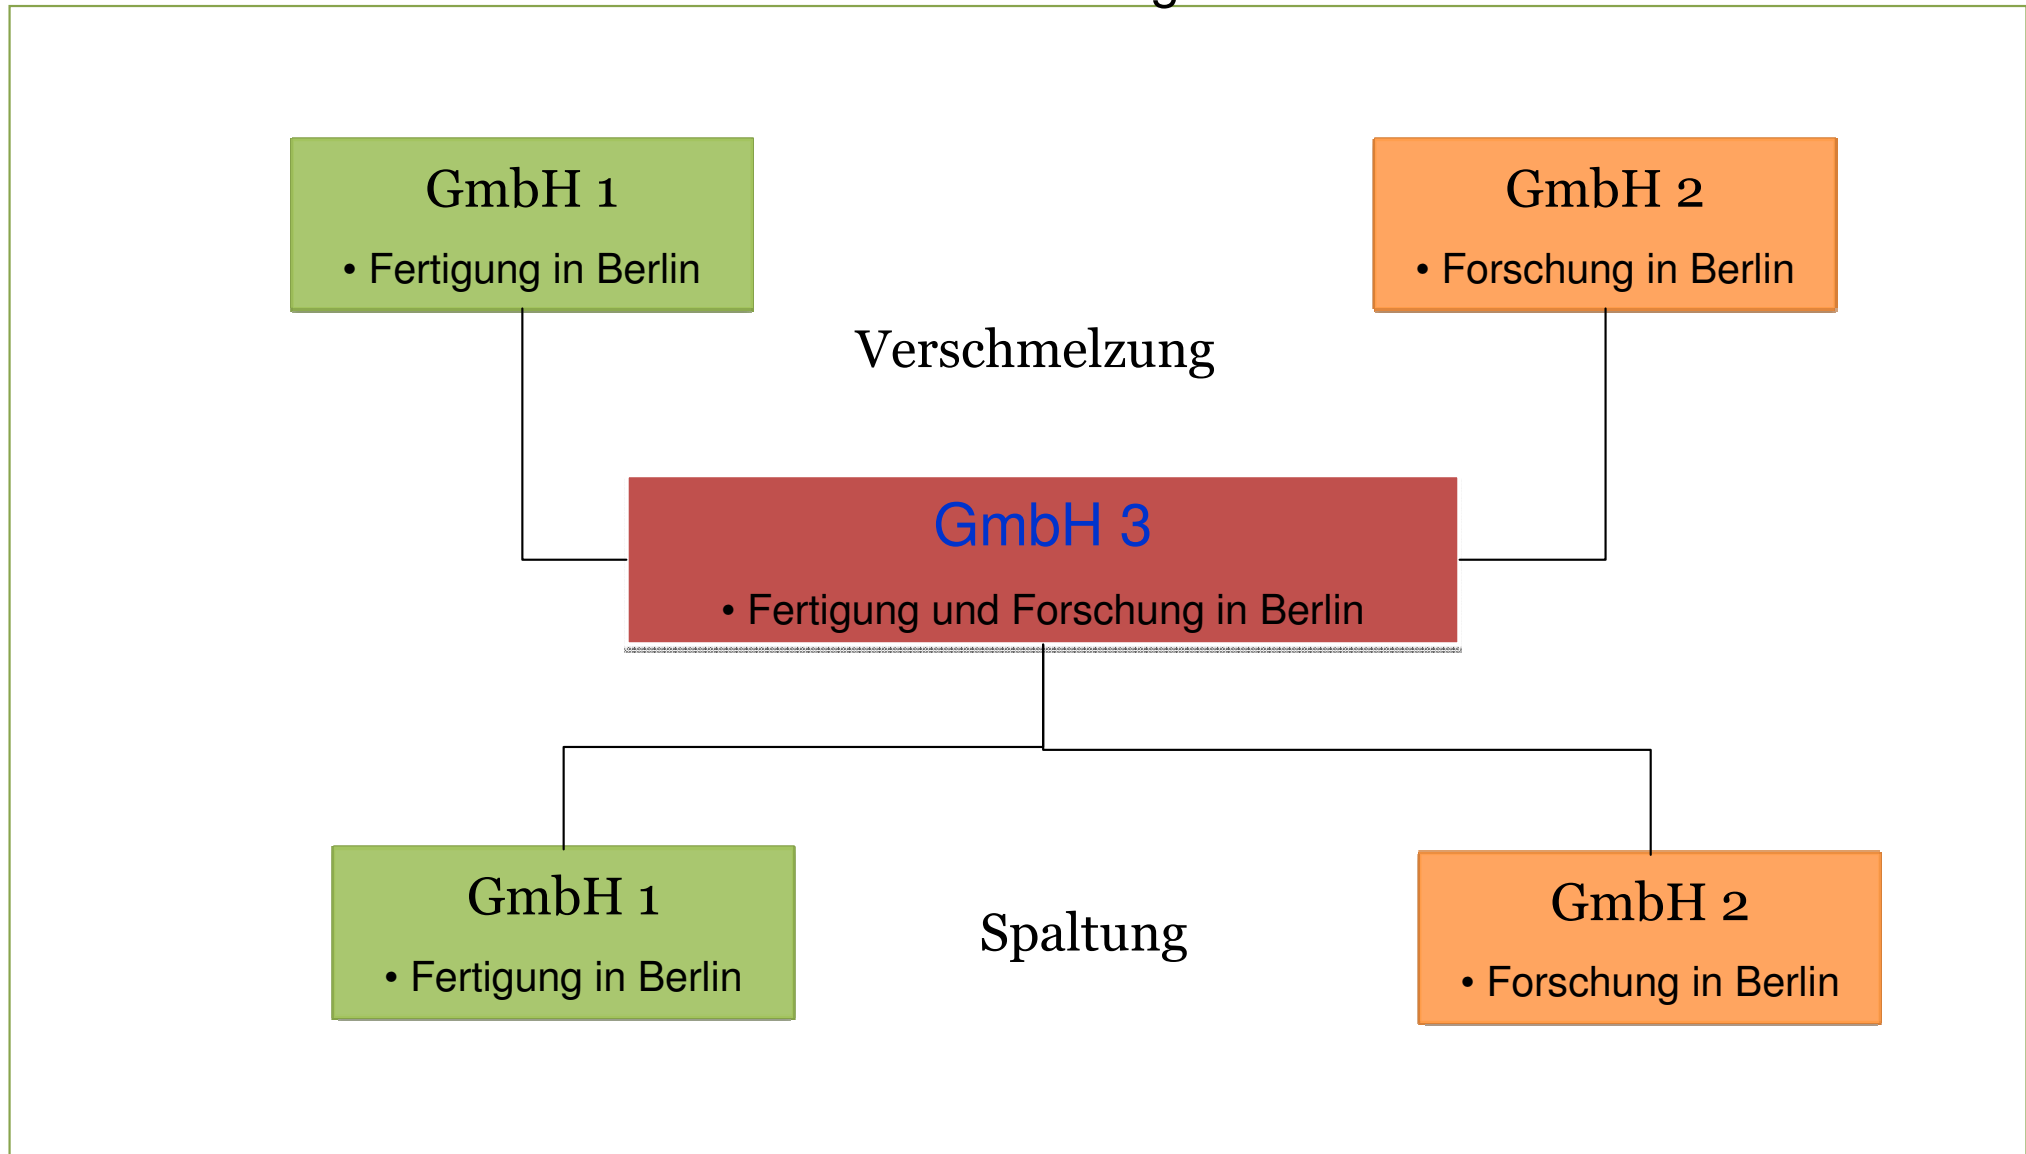 GmbH 1
• Fertigung in Berlin
GmbH 2
• Forschung in Berlin
Verschmelzung
GmbH 3
• Fertigung und Forschung in Berlin
GmbH 1
• Fertigung in Berlin
Spaltung
GmbH 2
• Forschung in Berlin